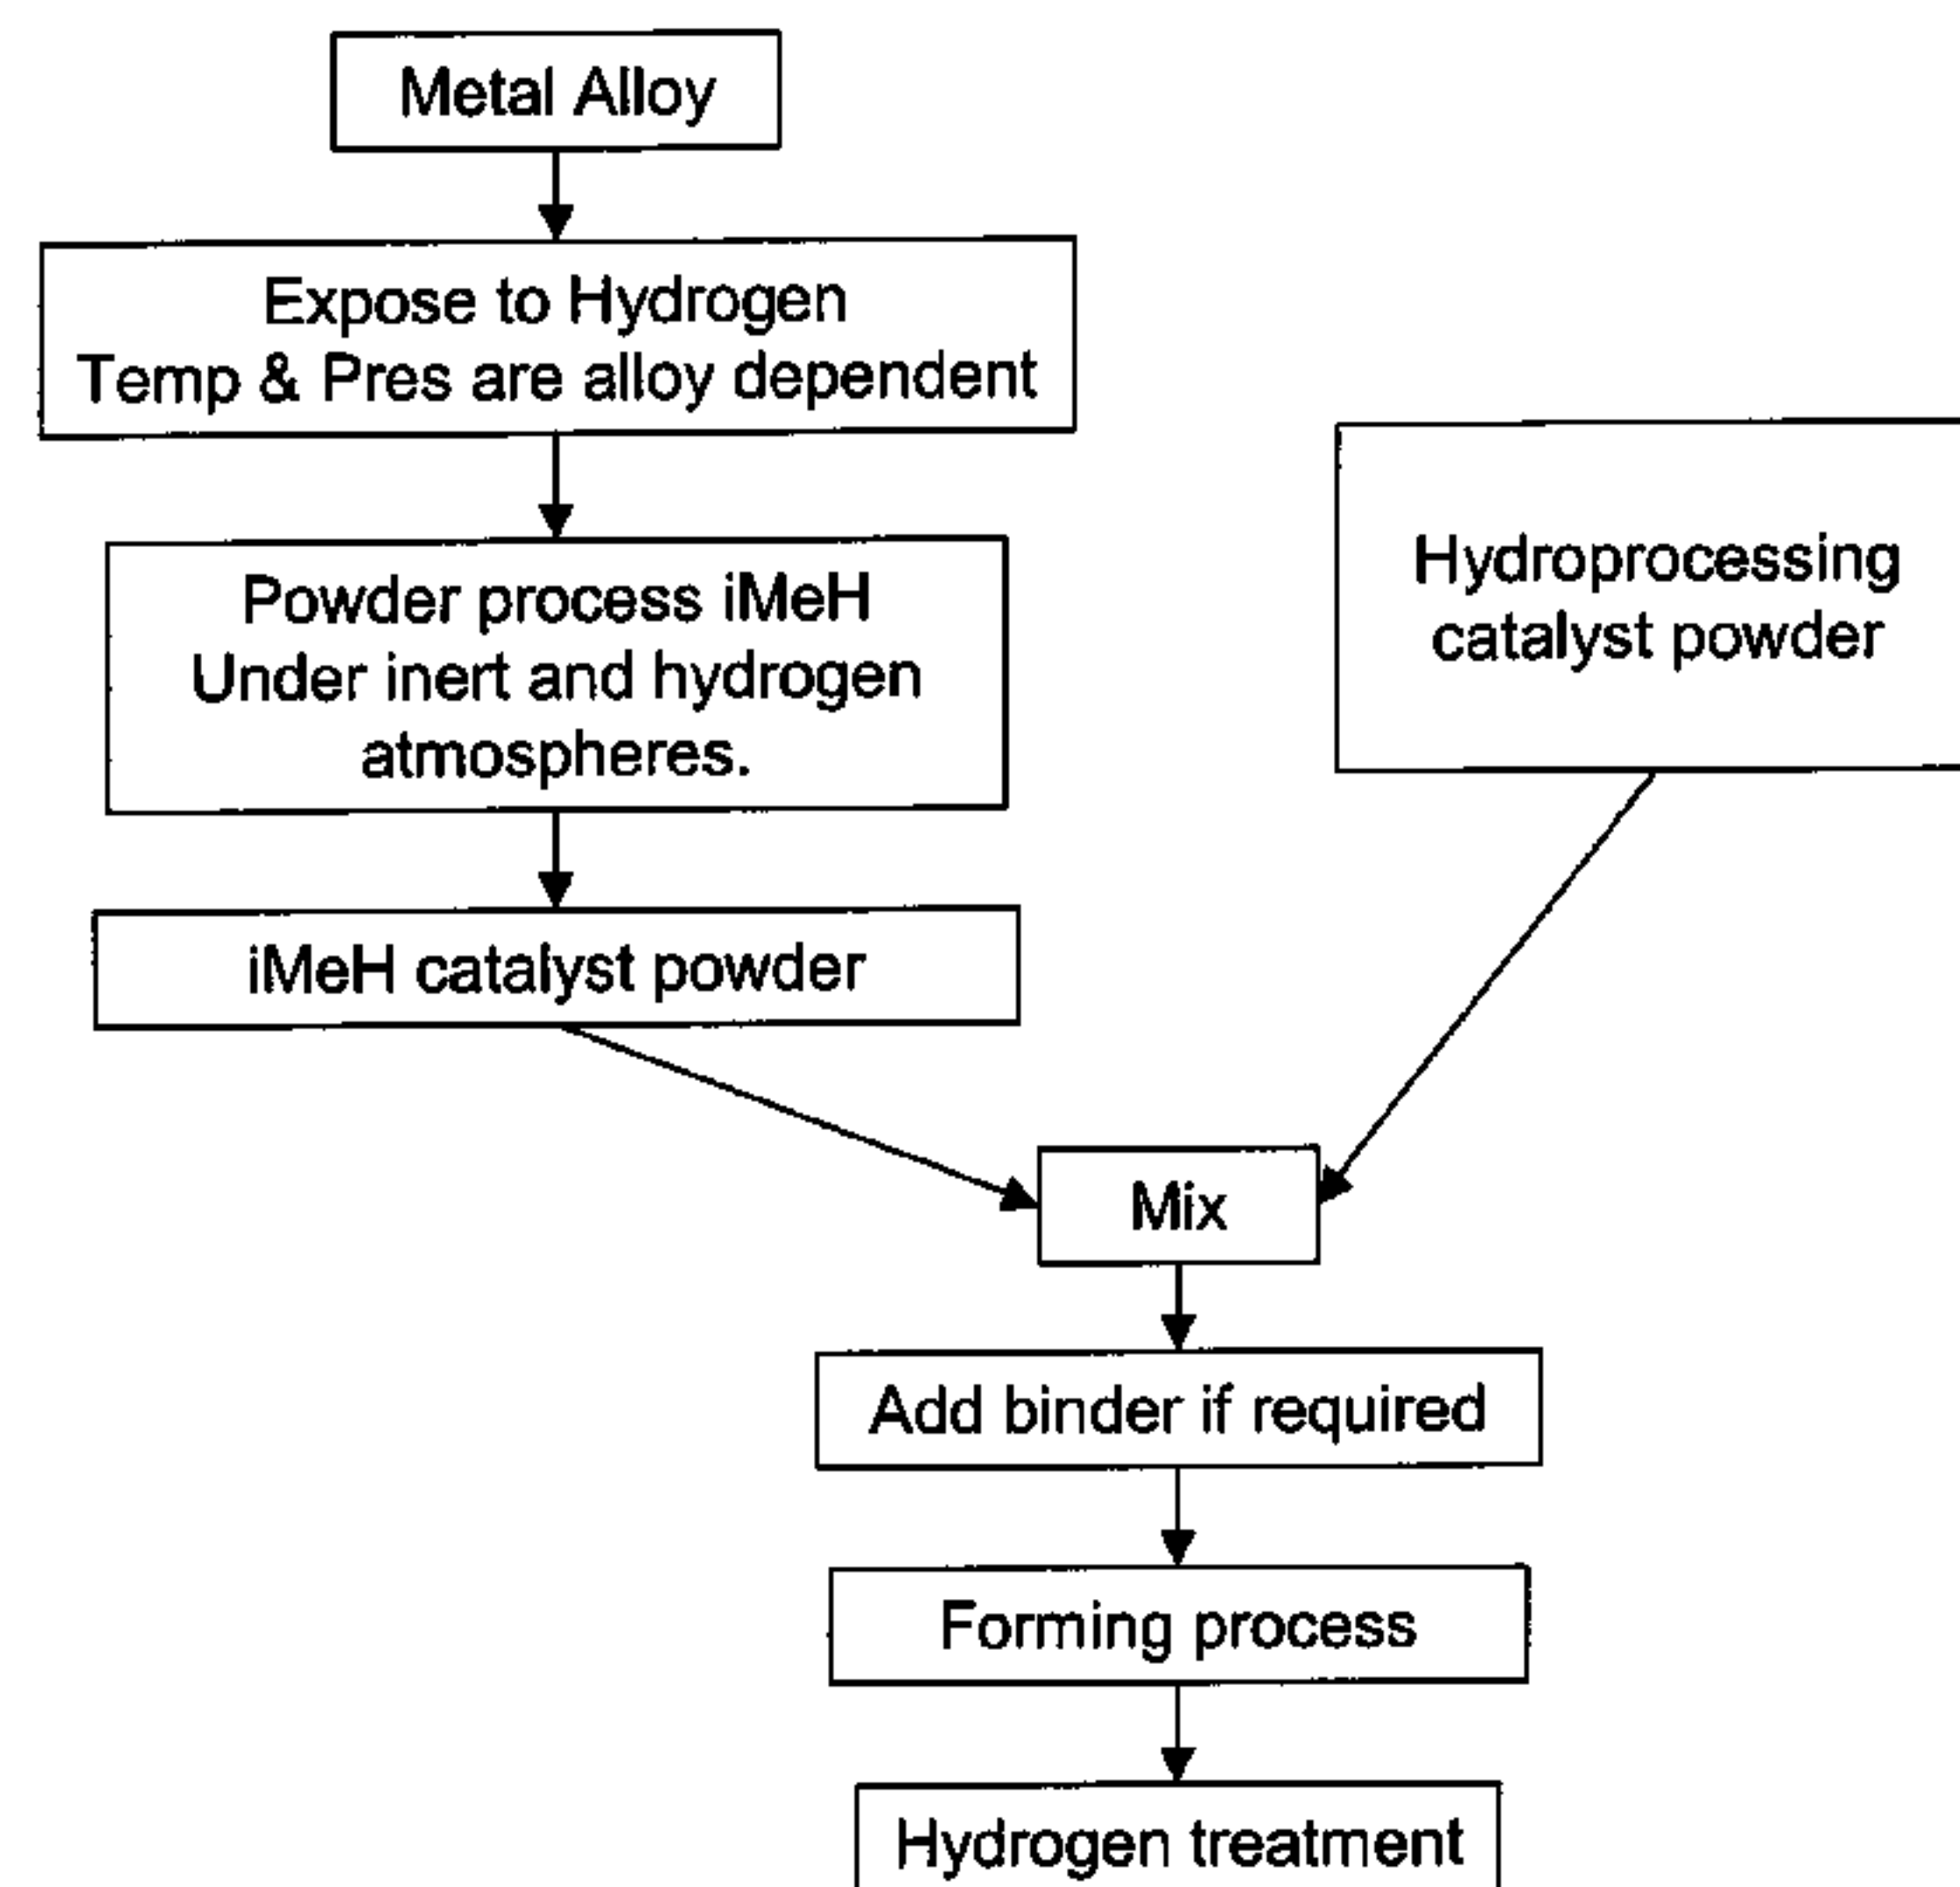 Metal Alloy
Expose to Hydrogen
Temp & Pres are alloy dependent
Powder process iMeH
Under inert and hydrogen
atmospheres.
Hydroprocessing
catalyst powder
iMeH catalyst powder
Mix
Add binder if required
Forming process
Hydrogen treatment